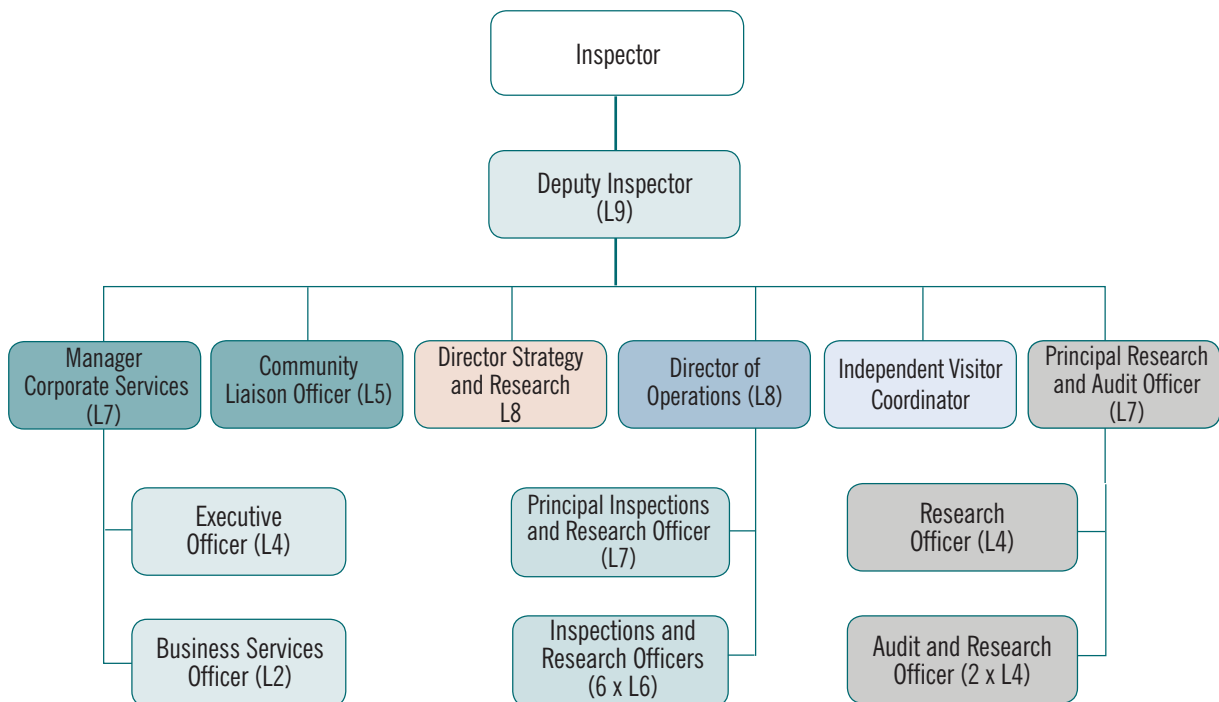 Inspector
Deputy Inspector
(L9)
Manager
Corporate Services
(L7)
Community
Liaison Officer (L5)
Director Strategy
and Research
L8
Director of
Operations (L8)
Independent Visitor
Coordinator
Principal Research
and Audit Officer
(L7)
Executive
Officer (L4)
Principal Inspections
and Research Officer
(L7)
Research
Officer (L4)
Business Services
Officer (L2)
Inspections and
Research Officers
(6 x L6)
Audit and Research
Officer (2 x L4)